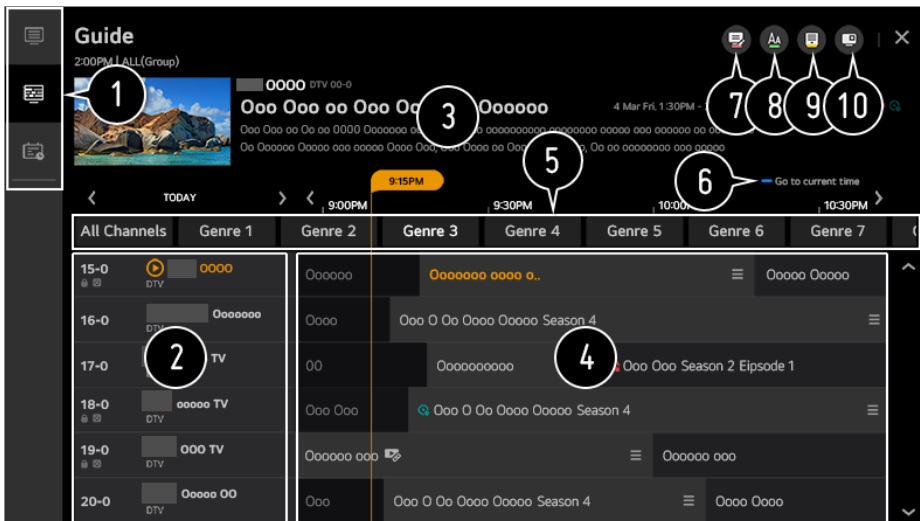 Guide
2:00PM | ALL(Group)
1
OOOO DTV 00-0
Ooo Ooo oo Ooo O Oooooo
3
4 Mar Fri. 1:30PM -
7 8 9 10
AA
5
6
Go to current time
TODAY
9:15PM
9:00PM 9:30PM 10:00 10:30PM
All Channels Genre 1 Genre 2 Genre 3 Genre 4 Genre 5 Genre 6 Genre 7
15-0 OOOO Oooooo Ooooooo oooo o.. Ooooo Ooooo
DTV
16-0 Ooooooo Oooo Ooo O Oo Oooo Ooooo Season 4
2
17-0 TV 00 Oooooooooo Ooo Ooo Season 2 Eipsode 1
4
18-0 ooooo TV Ooo Ooo Ooo O Oo Oooo Ooooo Season 4
DTV
19-0 OOO TV Oooooo ooo Oooooo ooo
DTV
20-0 Ooooo OO Ooo Ooo O Oo Oooo Ooooo Season 4 Oooo Oooo
DTV